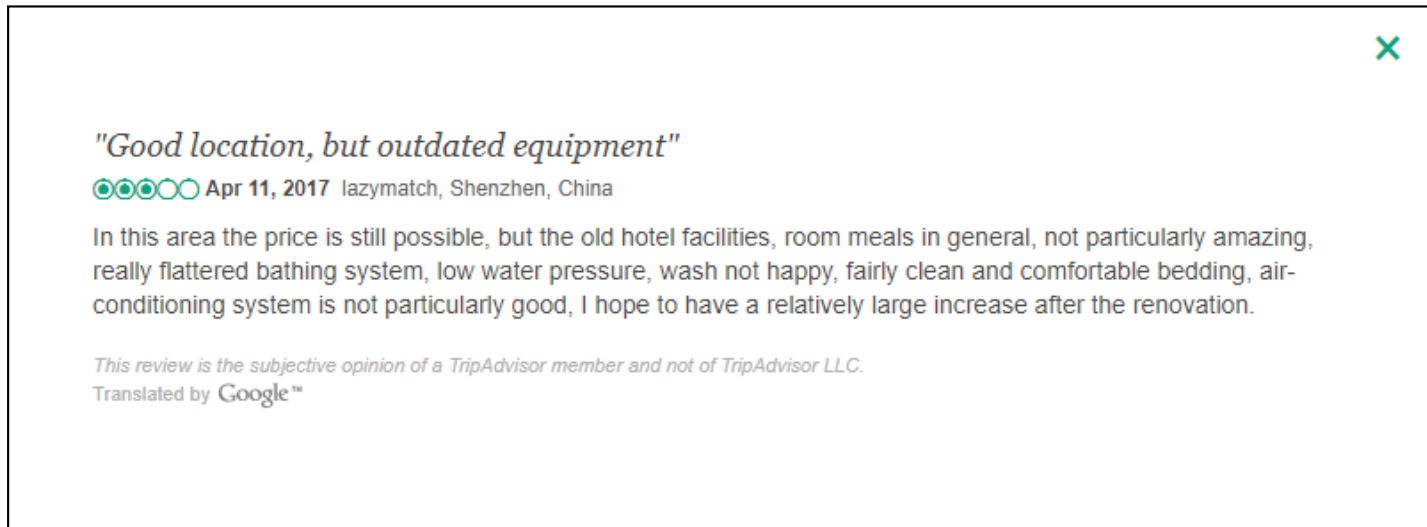 "Good location, but outdated equipment"
Apr 11, 2017 lazymatch, Shenzhen, China
In this area the price is still possible, but the old hotel facilities, room meals in general, not particularly amazing,
really flattered bathing system, low water pressure, wash not happy, fairly clean and comfortable bedding, air-
conditioning system is not particularly good, I hope to have a relatively large increase after the renovation.
This review is the subjective opinion of a TripAdvisor member and not of TripAdvisor LLC.
Translated by Google™